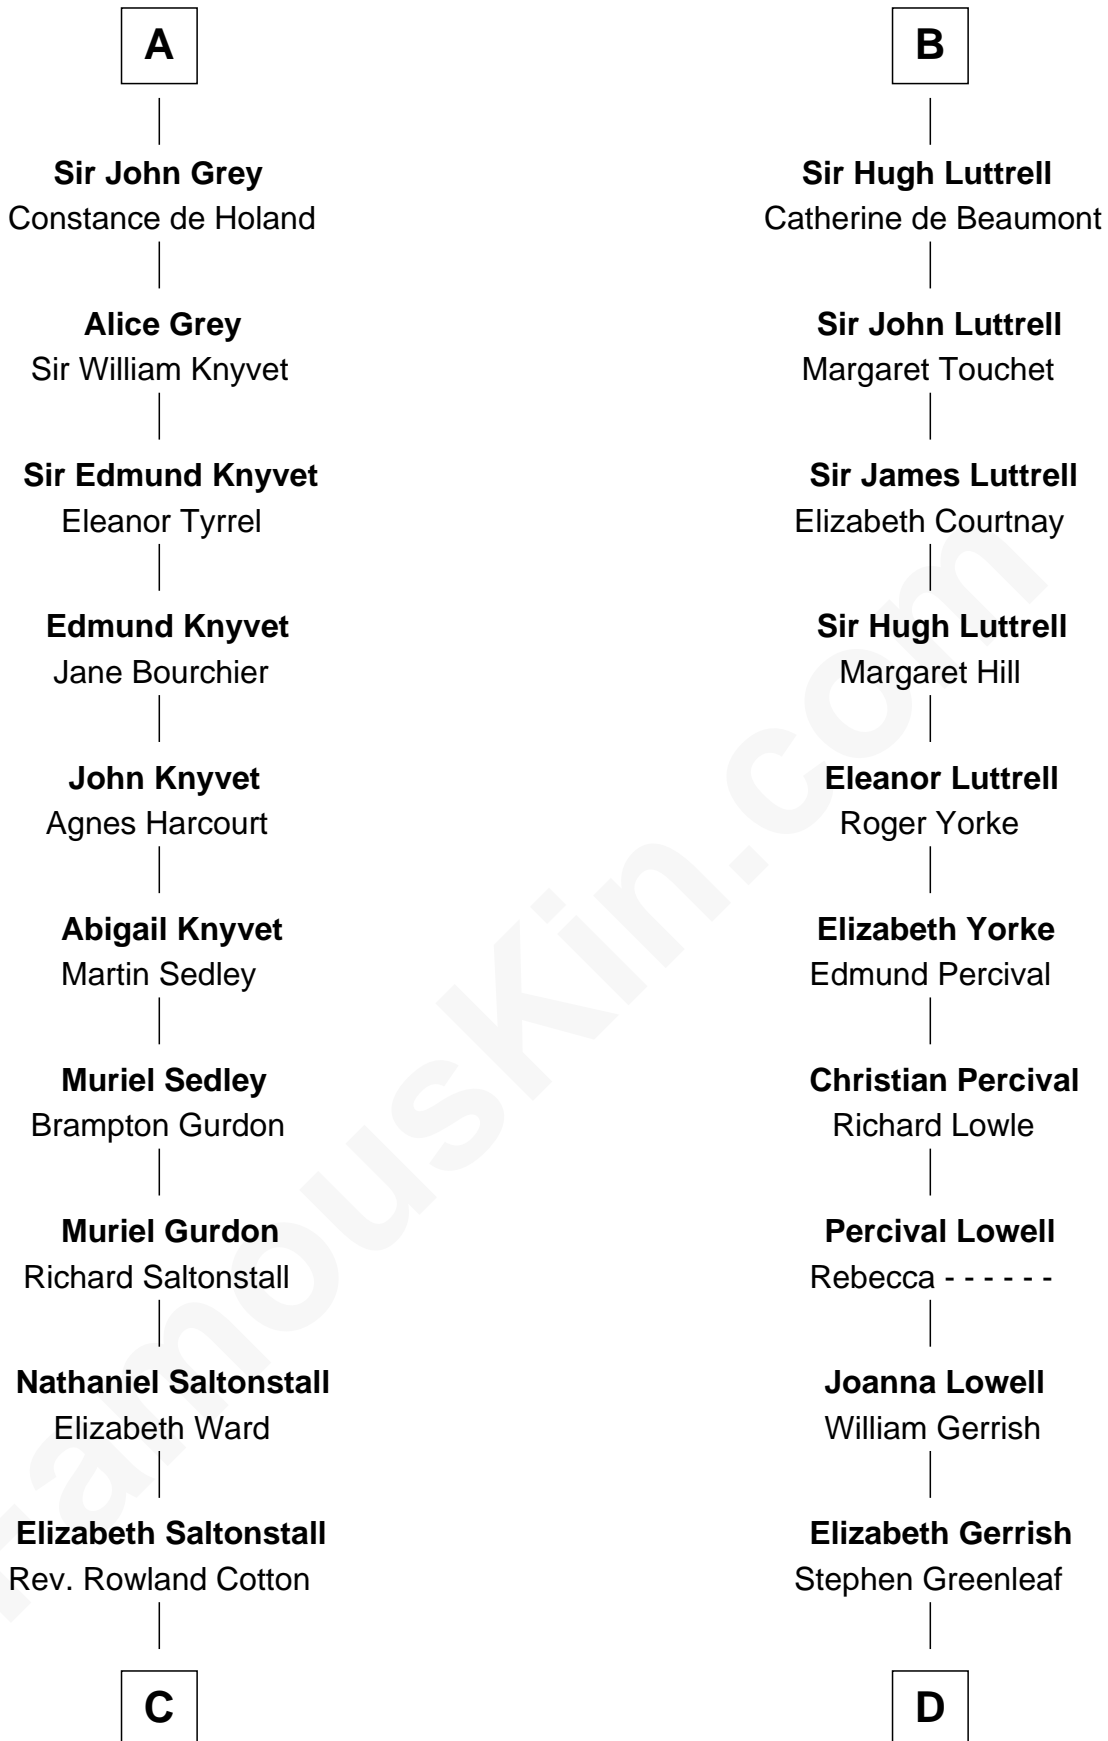 A
Sir John Grey
Constance de Holand
Alice Grey
Sir William Knyvet
Sir Edmund Knyvet
Eleanor Tyrrel
Edmund Knyvet
Jane Bourchier
John Knyvet
Agnes Harcourt
Abigail Knyvet
Martin Sedley
Muriel Sedley
Brampton Gurdon
Muriel Gurdon
Richard Saltonstall
Nathaniel Saltonstall
Elizabeth Ward
Elizabeth Saltonstall
Rev. Rowland Cotton
C
B
Sir Hugh Luttrell
Catherine de Beaumont
Sir John Luttrell
Margaret Touchet
Sir James Luttrell
Elizabeth Courtnay
Sir Hugh Luttrell
Margaret Hill
Eleanor Luttrell
Roger Yorke
Elizabeth Yorke
Edmund Percival
Christian Percival
Richard Lowle
Percival Lowell
Rebecca - - - - - -
Joanna Lowell
William Gerrish
Elizabeth Gerrish
Stephen Greenleaf
D
FamousKin.com